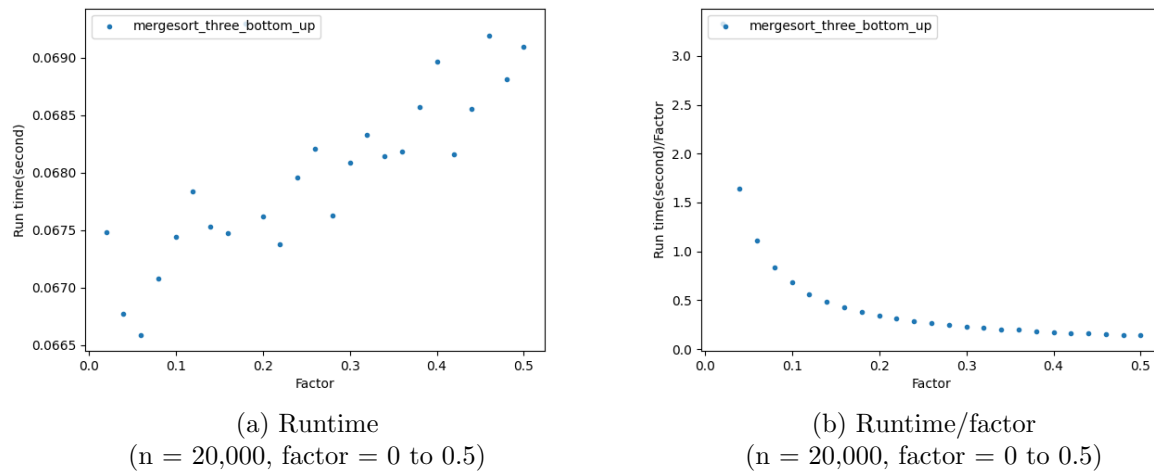 mergesort_three_bottom_up
0.0690
0.0685
0.0680
0.0675
0.0670
0.0665
Run time(second)
0.0
0.1
0.2
0.3
0.4
0.5
Factor
(a) Runtime
(n = 20,000, factor = 0 to 0.5)
mergesort_three_bottom_up
3.0
2.5
2.0
1.5
1.0
0.5
0.0
Run time(second)/Factor
0.0
0.1
0.2
0.3
0.4
0.5
Factor
(b) Runtime/factor
(n = 20,000, factor = 0 to 0.5)